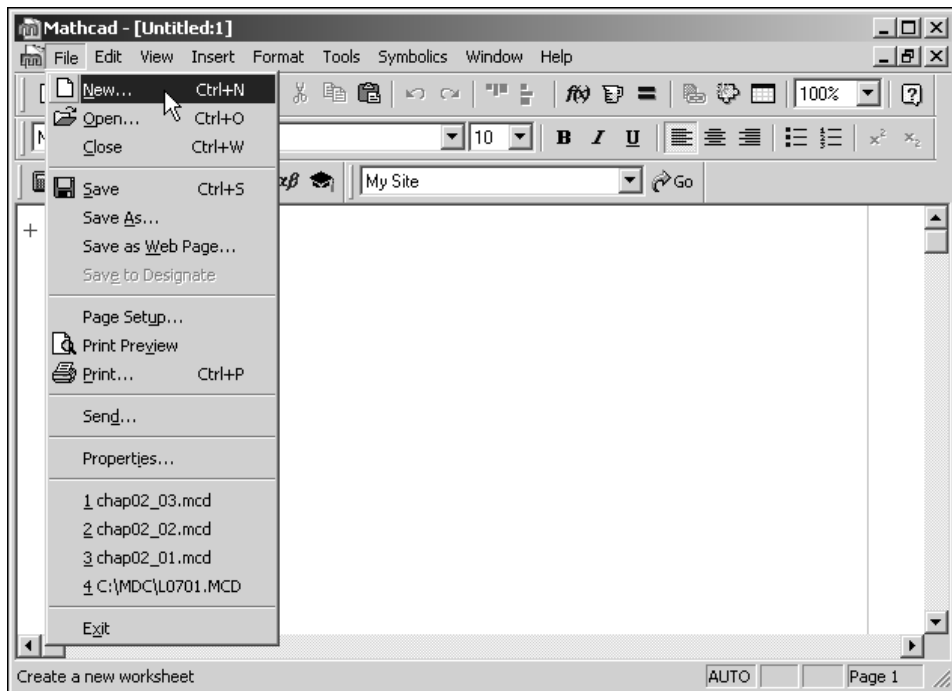 Mathcad - [Untitled:1]
File Edit View Insert Format Tools Symbolics Window Help
New... Ctrl+N
100%
Open... Ctrl+O
Close Ctrl+W
10 B I U x² ×₂
Save Ctrl+S
αβ My Site Go
Save As...
Save as Web Page...
Save to Designate
Page Setup...
Print Preview
Print... Ctrl+P
Send...
Properties...
1 chap02_03.mcd
2 chap02_02.mcd
3 chap02_01.mcd
4 C:\MDC\L0701.MCD
Exit
Create a new worksheet AUTO Page 1